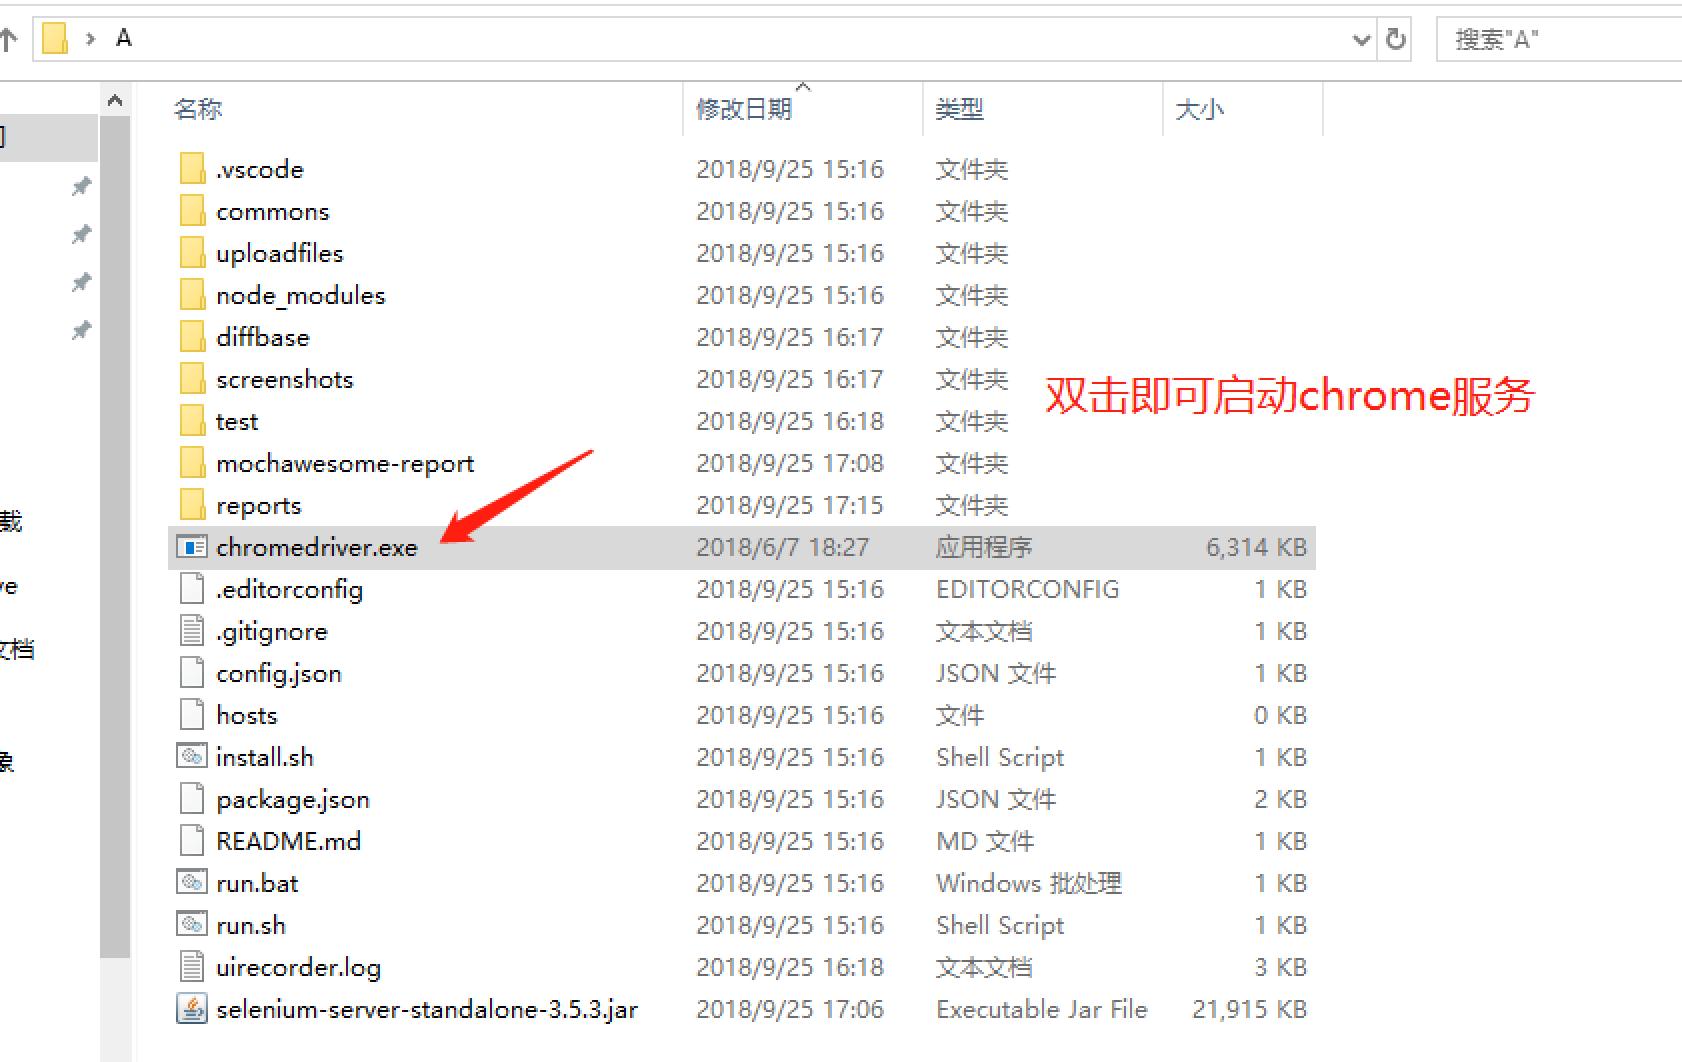 A
搜索"A"
名称 修改日期 类型 大小
.vscode 2018/9/25 15:16 文件夹
commons 2018/9/25 15:16 文件夹
uploadfiles 2018/9/25 15:16 文件夹
node_modules 2018/9/25 15:16 文件夹
diffbase 2018/9/25 16:17 文件夹
screenshots 2018/9/25 16:17 文件夹
双击即可启动chrome服务
test 2018/9/25 16:18 文件夹
mochawesome-report 2018/9/25 17:08 文件夹
reports 2018/9/25 17:15 文件夹
载
chromedriver.exe 2018/6/7 18:27 应用程序 6,314 KB
ve
.editorconfig 2018/9/25 15:16 EDITORCONFIG 1 KB
.gitignore 2018/9/25 15:16 文本文档 1 KB
文档
config.json 2018/9/25 15:16 JSON 文件 1 KB
hosts 2018/9/25 15:16 文件 0 KB
象
install.sh 2018/9/25 15:16 Shell Script 1 KB
package.json 2018/9/25 15:16 JSON 文件 2 KB
README.md 2018/9/25 15:16 MD 文件 1 KB
run.bat 2018/9/25 15:16 Windows 批处理 1 KB
run.sh 2018/9/25 15:16 Shell Script 1 KB
uirecorder.log 2018/9/25 16:18 文本文档 3 KB
selenium-server-standalone-3.5.3.jar 2018/9/25 17:06 Executable Jar File 21,915 KB